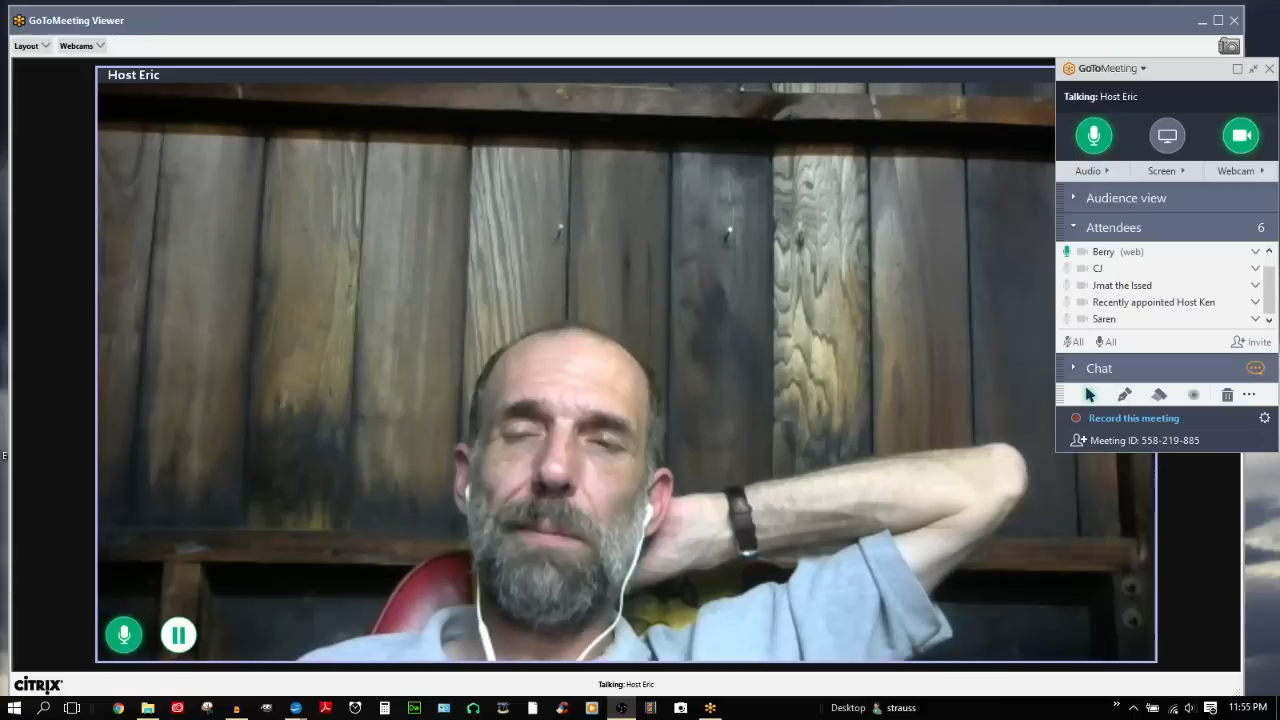 GoToMeeting Viewer
Layout
Webcams
Host Eric
GoToMeeting
Talking: Host Eric
Audio
Screen
Webcam
Audience view
Attendees 6
Berry (web)
CJ
Jmat the Issed
Recently appointed Host Ken
Saren
All
All
Invite
Chat
Record this meeting
Meeting ID: 558-219-885
E
CITRIX
Talking: Host Eric
Dw
Desktop
strauss
11:55 PM